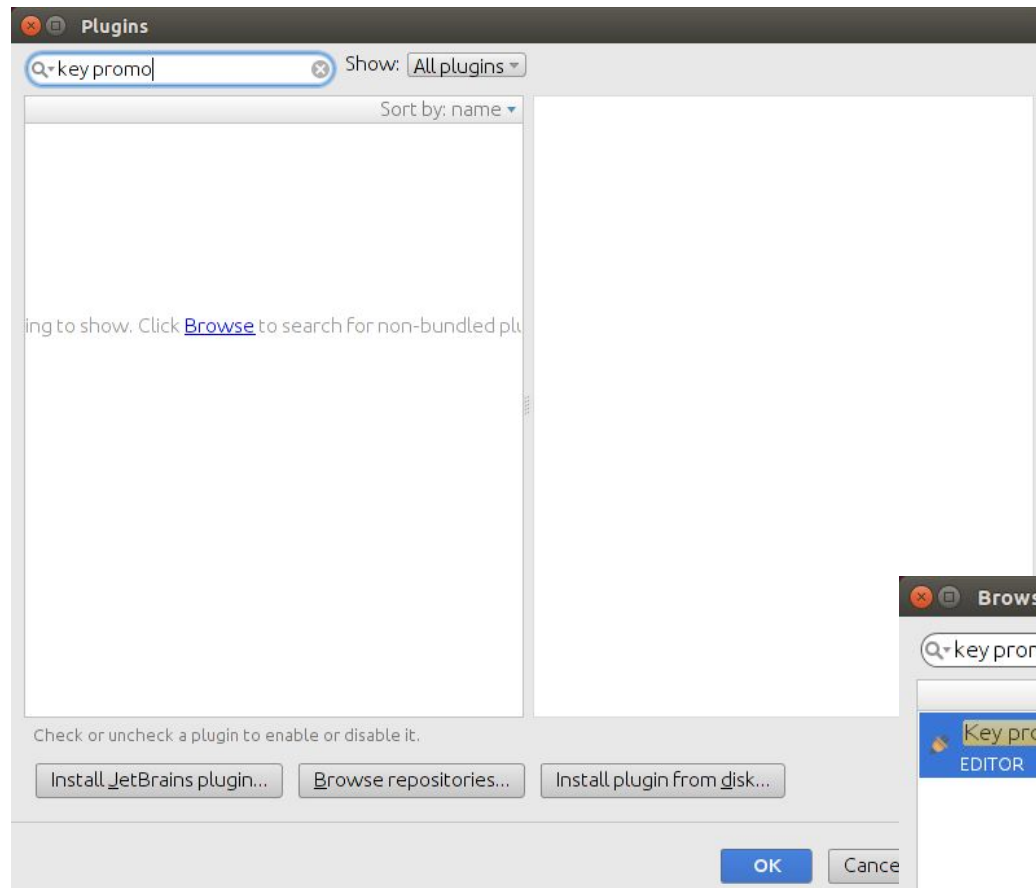 Plugins
key promo
Show: All plugins
Sort by: name
ing to show. Click Browse to search for non-bundled plu
Check or uncheck a plugin to enable or disable it.
Install JetBrains plugin...
Browse repositories...
Install plugin from disk...
OK
Cance
Brows
key pron
Key pro
EDITOR